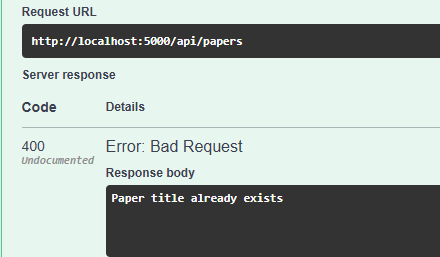 Request URL
http://localhost:5000/api/papers
Server response
Code Details
400 Error: Bad Request
Undocumented
Response body
Paper title already exists